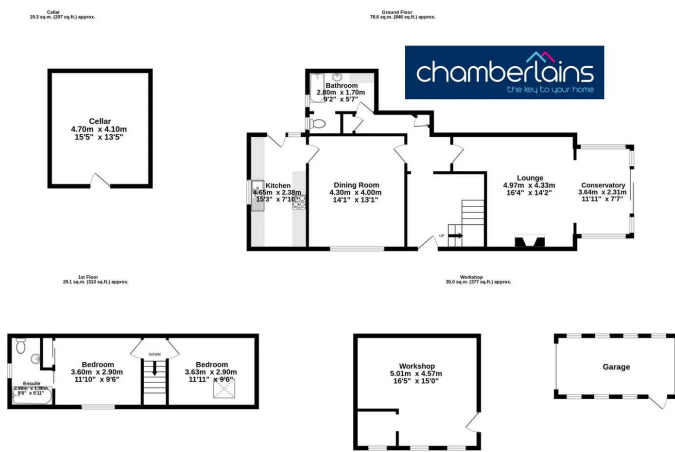 Cellar
19.3 sq.m. (207 sq.ft.) approx.
Ground Floor
78.6 sq.m. (846 sq.ft.) approx.
chamberlains
the key to your home
Cellar
4.70m x 4.10m
15'5" x 13'5"
Bathroom
2.80m x 1.70m
9'2" x 5'7"
Kitchen
4.65m x 2.38m
15'3" x 7'10"
Dining Room
4.30m x 4.00m
14'1" x 13'1"
UP
Lounge
4.97m x 4.33m
16'4" x 14'2"
Conservatory
3.64m x 2.31m
11'11" x 7'7"
1st Floor
29.1 sq.m. (313 sq.ft.) approx.
Workshop
35.0 sq.m. (377 sq.ft.) approx.
Ensuite
2.90m x 1.80m
9'6" x 5'11"
Bedroom
3.60m x 2.90m
11'10" x 9'6"
DOWN
Bedroom
3.63m x 2.90m
11'11" x 9'6"
Workshop
5.01m x 4.57m
16'5" x 15'0"
Garage